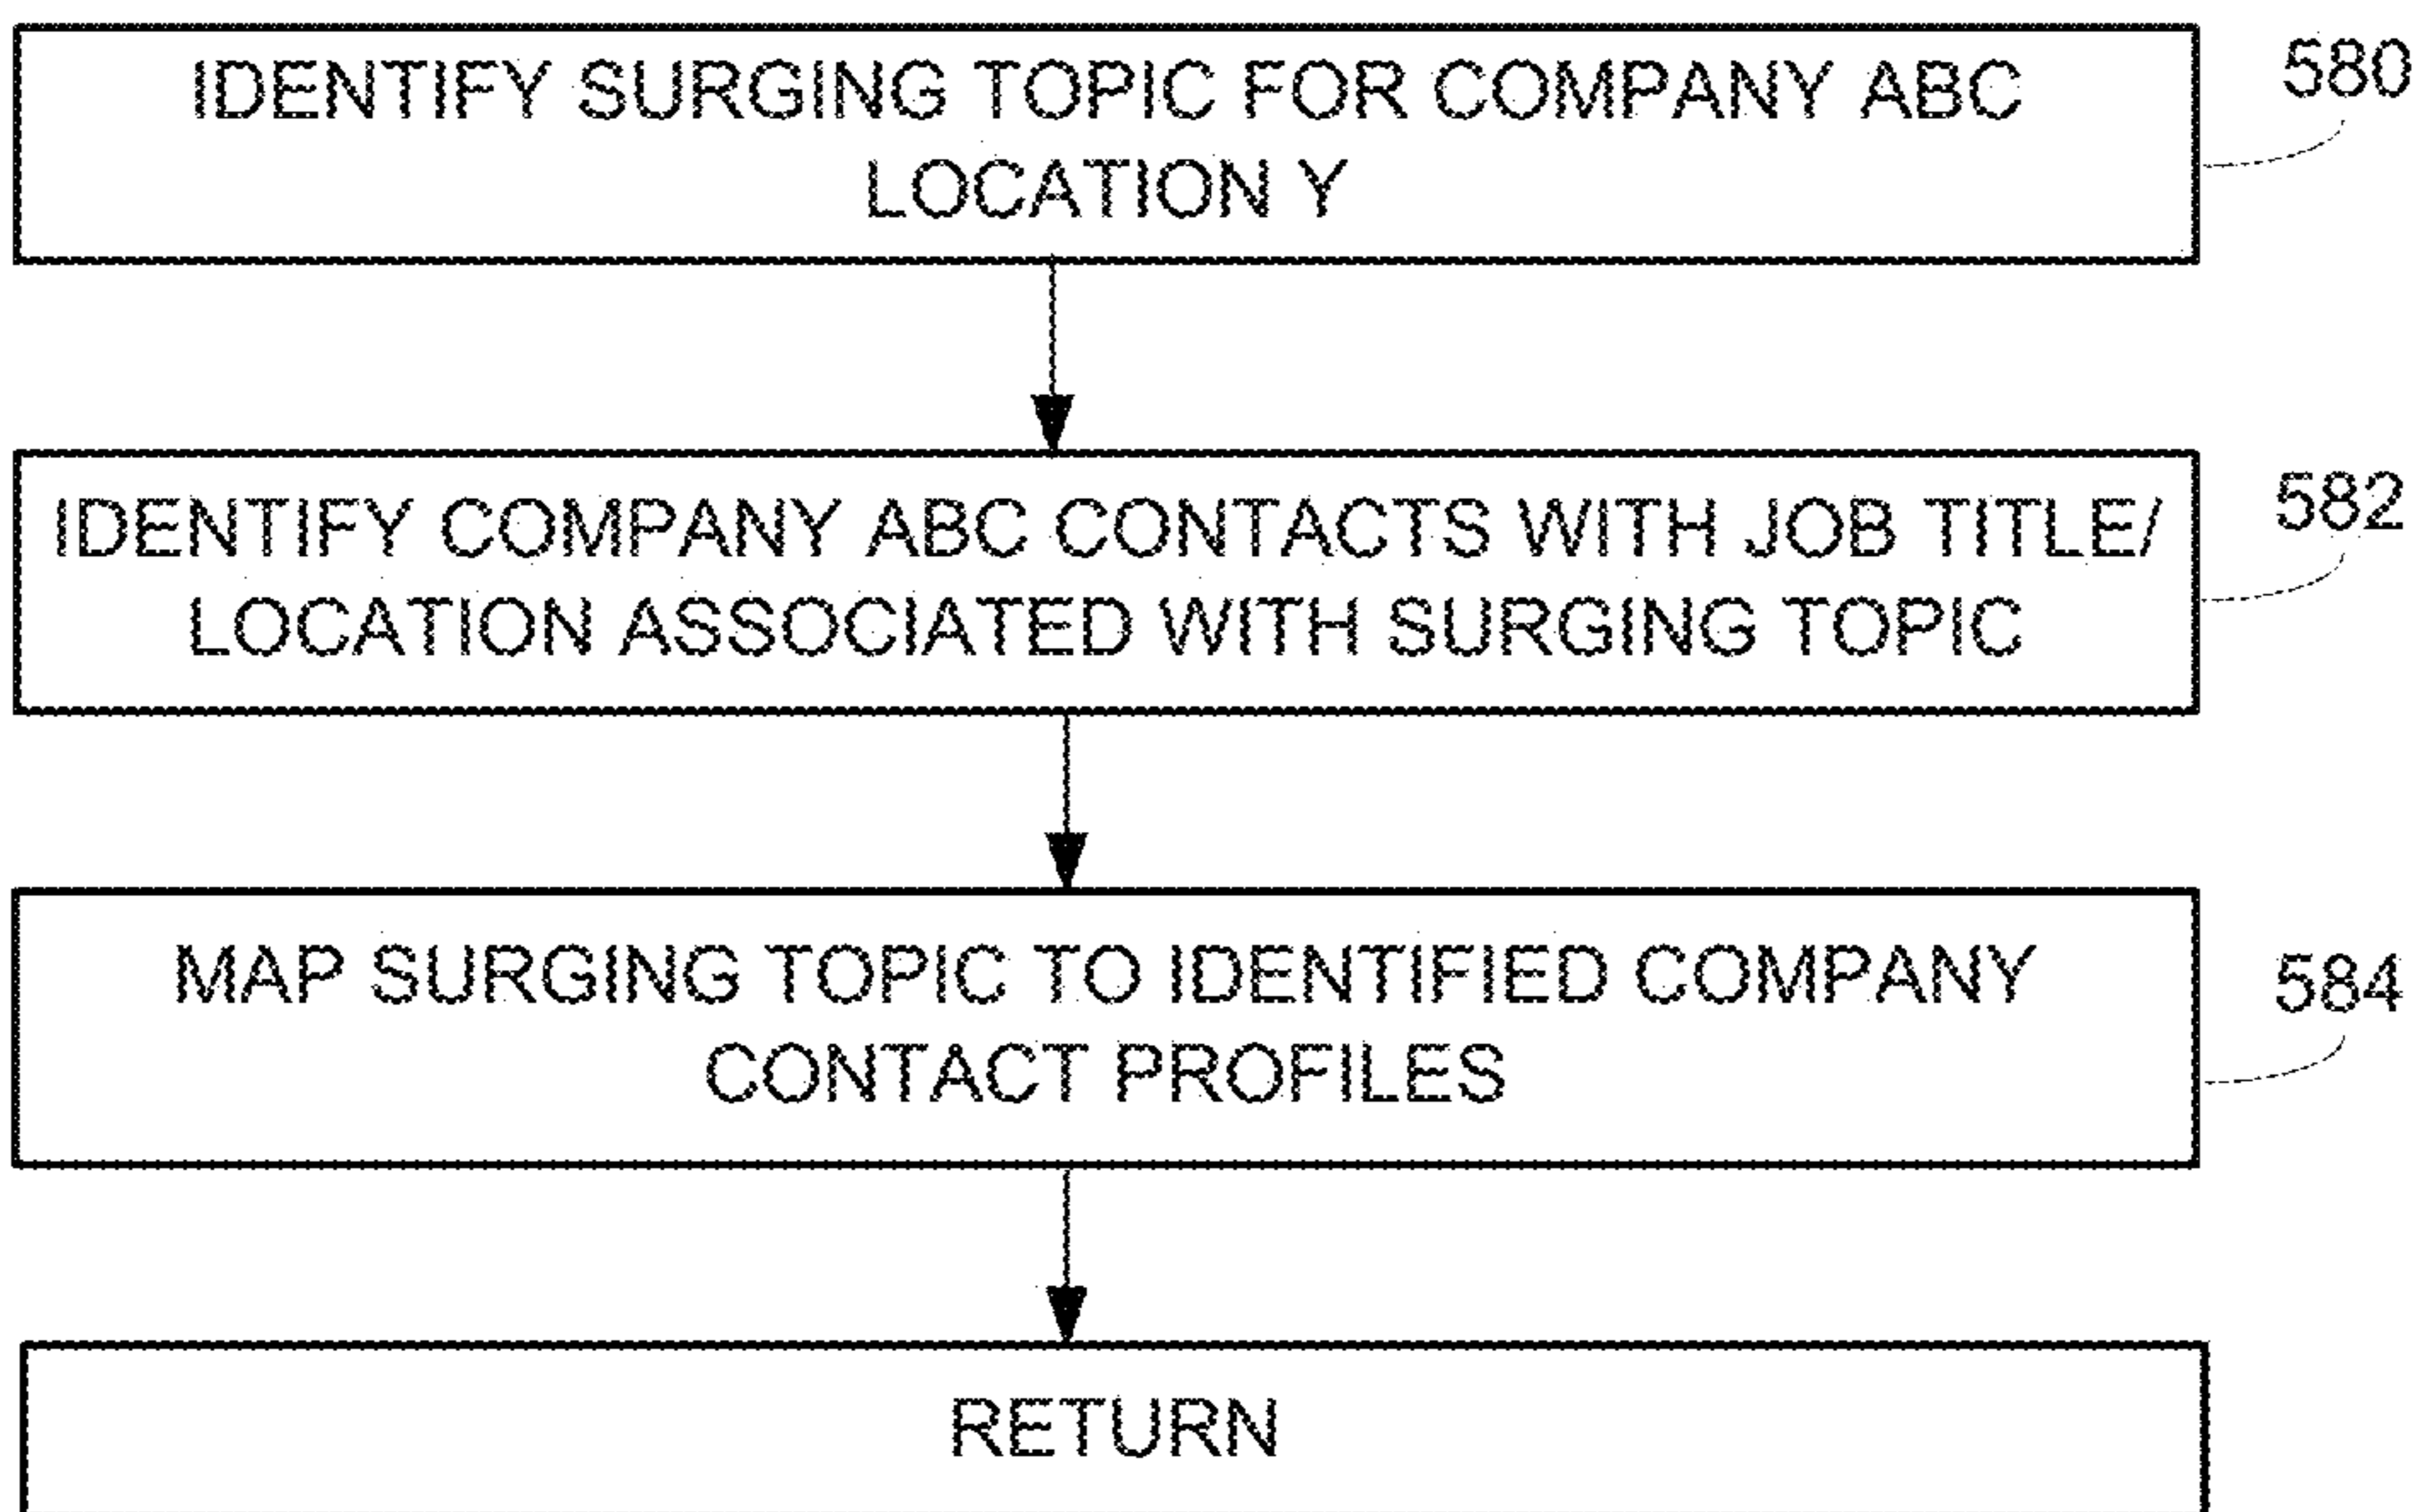 IDENTIFY SURGING TOPIC FOR COMPANY ABC
LOCATION Y
580
IDENTIFY COMPANY ABC CONTACTS WITH JOB TITLE/
LOCATION ASSOCIATED WITH SURGING TOPIC
582
MAP SURGING TOPIC TO IDENTIFIED COMPANY
CONTACT PROFILES
584
RETURN